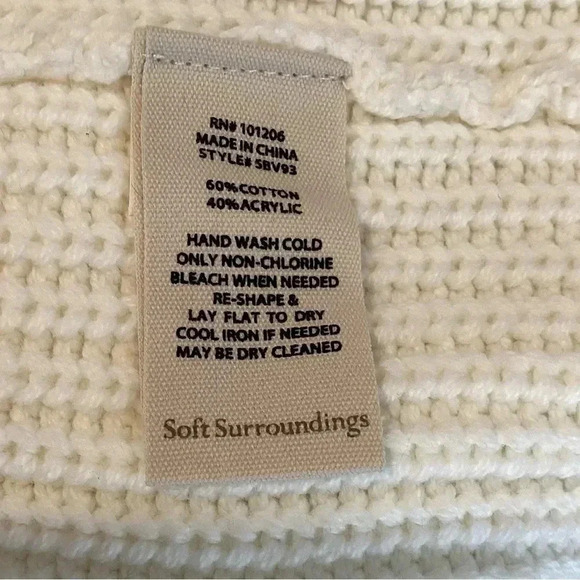 RN# 101206
MADE IN CHINA
STYLE# 5BV93
60% COTTON
40% ACRYLIC
HAND WASH COLD
ONLY NON-CHLORINE
BLEACH WHEN NEEDED
RE-SHAPE &
LAY FLAT TO DRY
COOL IRON IF NEEDED
MAY BE DRY CLEANED
Soft Surroundings